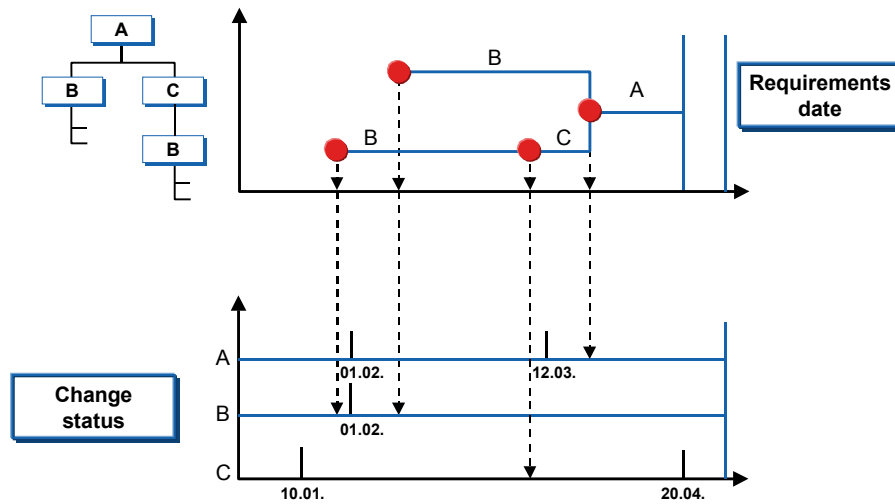 A
B
C
B
B
A
B
C
Requirements
date
Change
status
A
01.02.
12.03.
B
01.02.
C
10.01.
20.04.